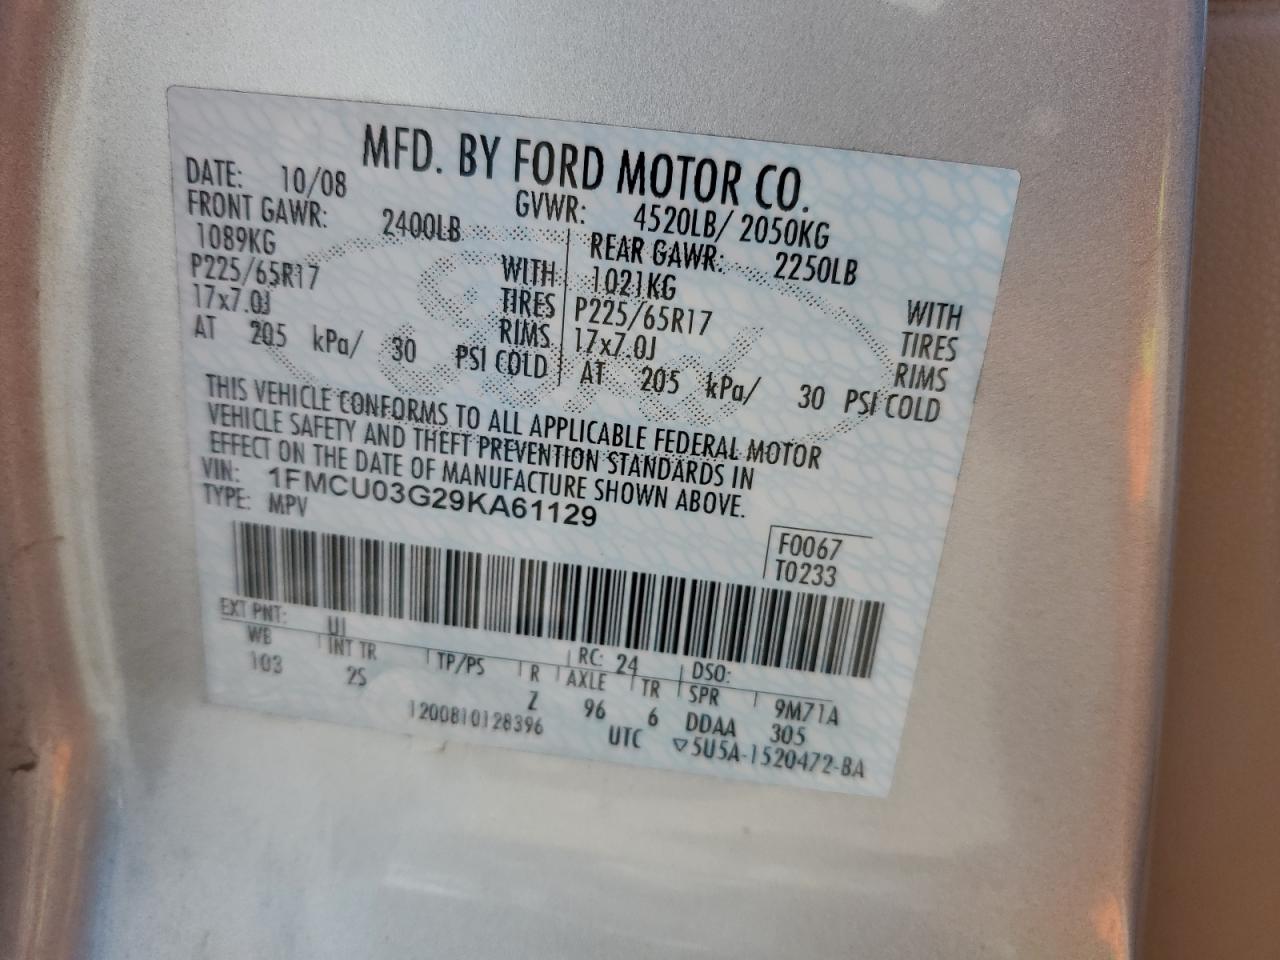 MFD. BY FORD MOTOR CO.
DATE: 10/08 GVWR: 4520LB/ 2050KG
FRONT GAWR: 2400LB REAR GAWR: 2250LB
1089KG WITH 1021KG WITH
P225/65R17 TIRES P225/65R17 TIRES
17x7.0J RIMS 17x7.0J RIMS
AT 205 kPa/ 30 PSI COLD AT 205 kPa/ 30 PSI COLD
THIS VEHICLE CONFORMS TO ALL APPLICABLE FEDERAL MOTOR
VEHICLE SAFETY AND THEFT PREVENTION STANDARDS IN
EFFECT ON THE DATE OF MANUFACTURE SHOWN ABOVE.
VIN: 1FMCU03G29KA61129
TYPE: MPV
F0067
T0233
EXT PNT: UI RC: 24 DSO:
WB INT TR TP/PS R AXLE TR SPR 9M71A
103 2S Z 96 6 DDAA 305
1200810128396 UTC ▽5U5A-1520472-BA